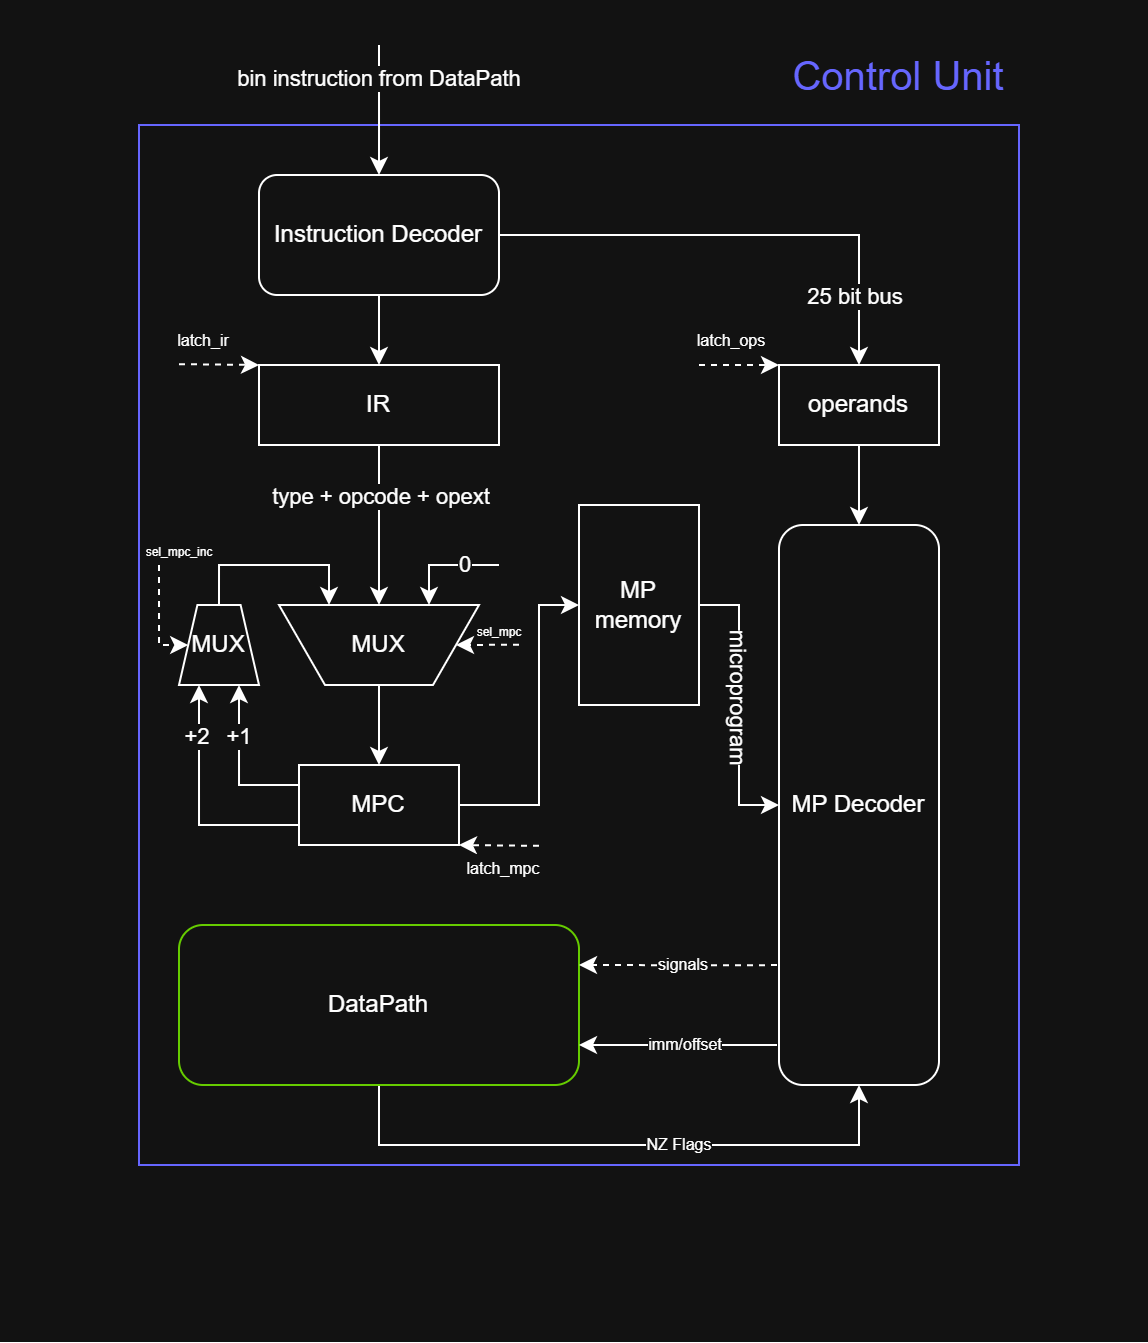 Control Unit
bin instruction from DataPath
Instruction Decoder
25 bit bus
latch_ir
latch_ops
IR
operands
type + opcode + opext
sel_mpc_inc
0
MP
memory
MUX
MUX
sel_mpc
microprogram
+2
+1
MPC
MP Decoder
latch_mpc
signals
DataPath
imm/offset
NZ Flags